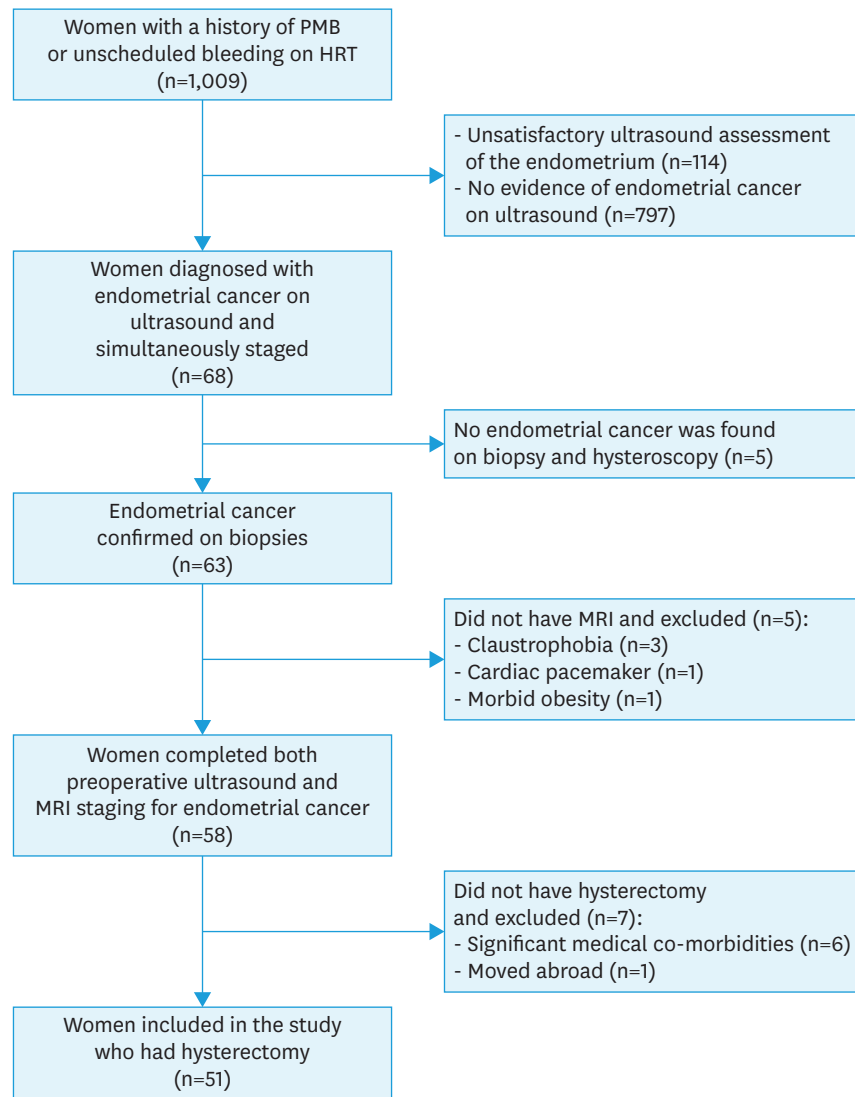 Women with a history of PMB
or unscheduled bleeding on HRT
(n=1,009)
- Unsatisfactory ultrasound assessment
of the endometrium (n=114)
- No evidence of endometrial cancer
on ultrasound (n=797)
Women diagnosed with
endometrial cancer on
ultrasound and
simultaneously staged
(n=68)
No endometrial cancer was found
on biopsy and hysteroscopy (n=5)
Endometrial cancer
confirmed on biopsies
(n=63)
Did not have MRI and excluded (n=5):
- Claustrophobia (n=3)
- Cardiac pacemaker (n=1)
- Morbid obesity (n=1)
Women completed both
preoperative ultrasound and
MRI staging for endometrial cancer
(n=58)
Did not have hysterectomy
and excluded (n=7):
- Significant medical co-morbidities (n=6)
- Moved abroad (n=1)
Women included in the study
who had hysterectomy
(n=51)